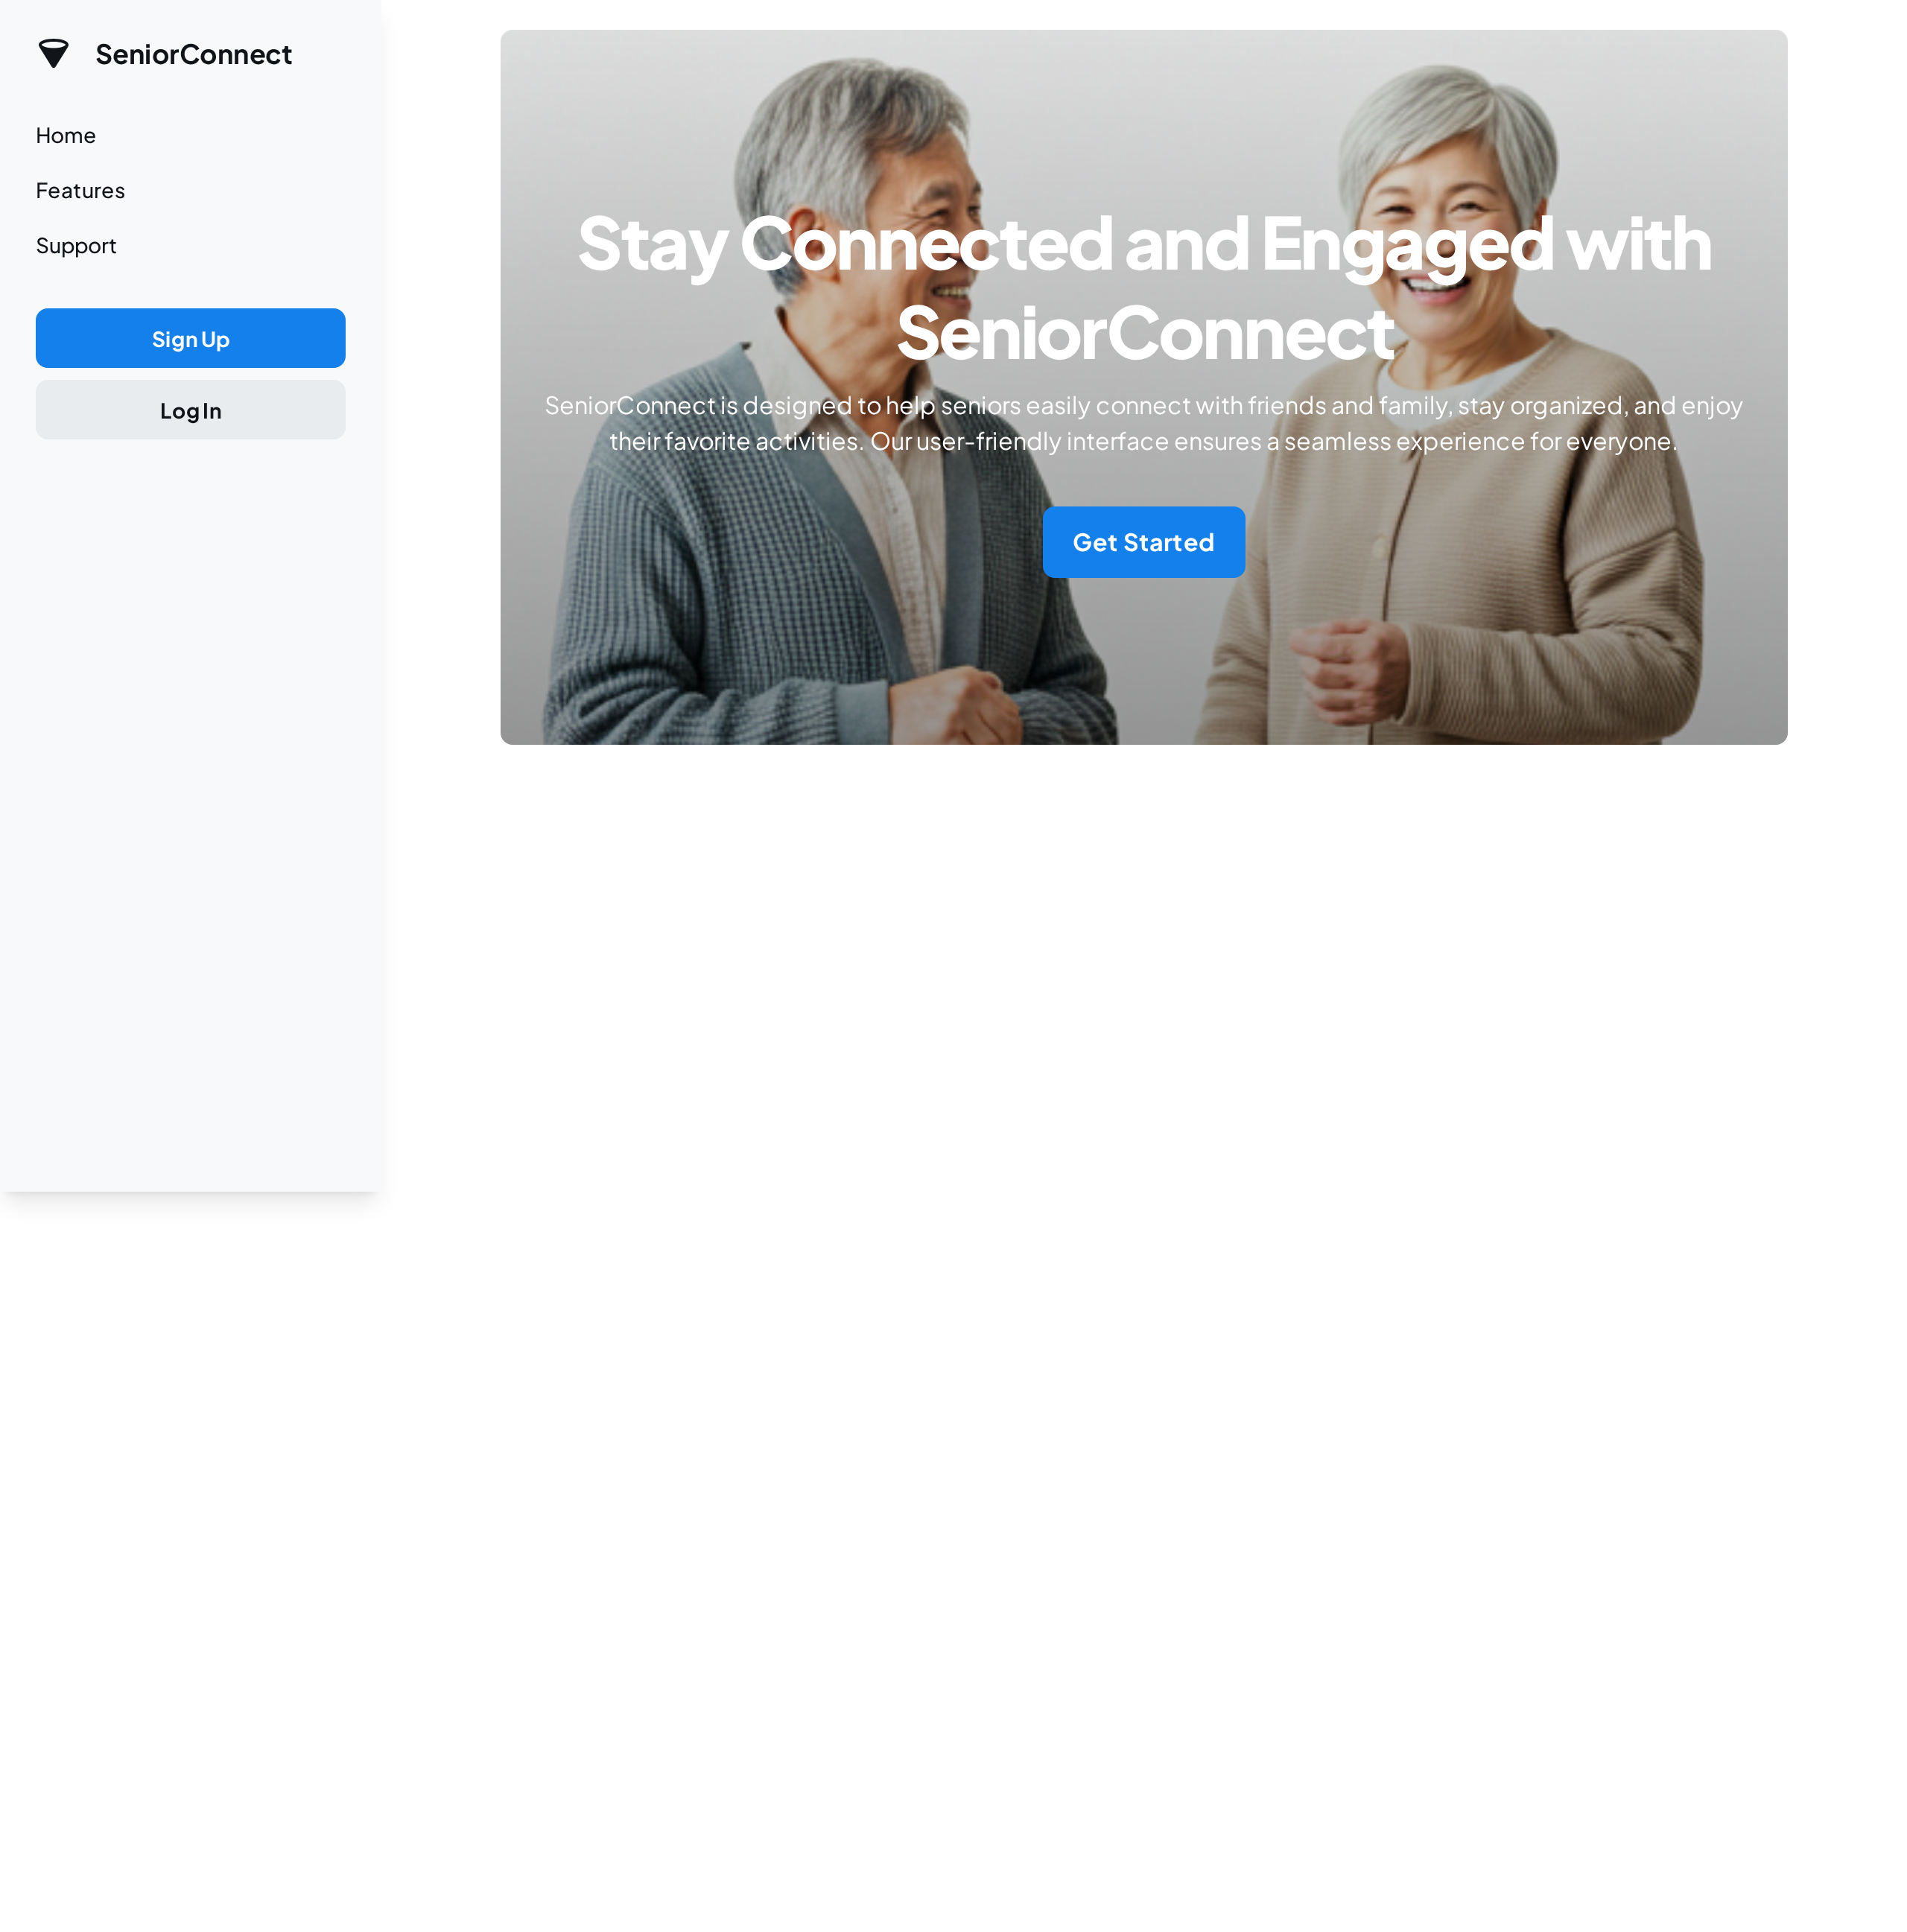 SeniorConnect
Home
Features
Support
Sign Up
Log In
Stay Connected and Engaged with
SeniorConnect
SeniorConnect is designed to help seniors easily connect with friends and family, stay organized, and enjoy
their favorite activities. Our user-friendly interface ensures a seamless experience for everyone.
Get Started